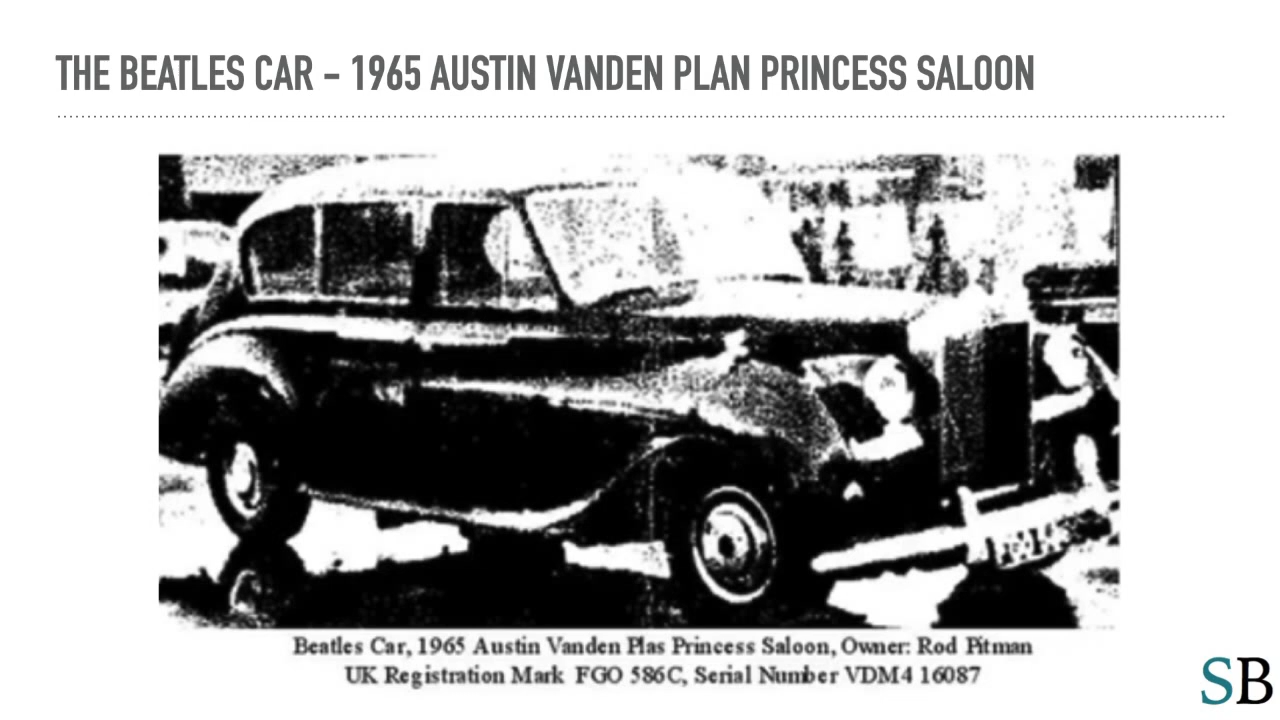 THE BEATLES CAR – 1965 AUSTIN VANDEN PLAN PRINCESS SALOON
Beatles Car, 1965 Austin Vanden Plas Princess Saloon, Owner: Rod Pitman
UK Registration Mark FGO 586C, Serial Number VDM4 16087
SB